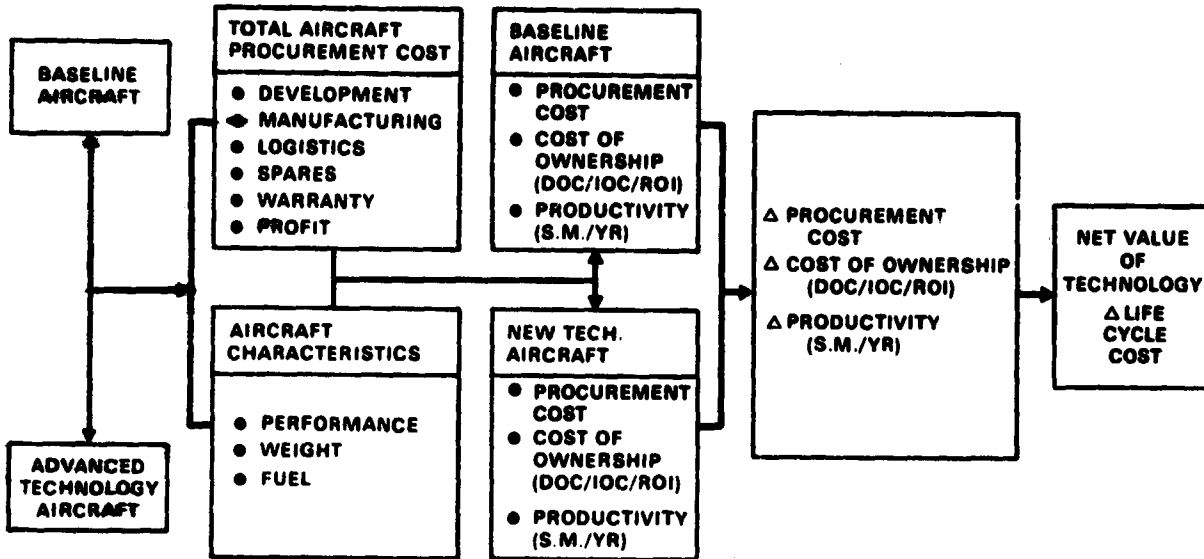 BASELINE
AIRCRAFT
ADVANCED
TECHNOLOGY
AIRCRAFT
TOTAL AIRCRAFT
PROCUREMENT COST
● DEVELOPMENT
● MANUFACTURING
● LOGISTICS
● SPARES
● WARRANTY
● PROFIT
AIRCRAFT
CHARACTERISTICS
● PERFORMANCE
● WEIGHT
● FUEL
BASELINE
AIRCRAFT
● PROCUREMENT
COST
● COST OF
OWNERSHIP
(DOC/IOC/ROI)
● PRODUCTIVITY
(S.M./YR)
NEW TECH.
AIRCRAFT
● PROCUREMENT
COST
● COST OF
OWNERSHIP
(DOC/IOC/ROI)
● PRODUCTIVITY
(S.M./YR)
Δ PROCUREMENT
COST
Δ COST OF OWNERSHIP
(DOC/IOC/ROI)
Δ PRODUCTIVITY
(S.M./YR)
NET VALUE
OF
TECHNOLOGY
Δ LIFE
CYCLE
COST